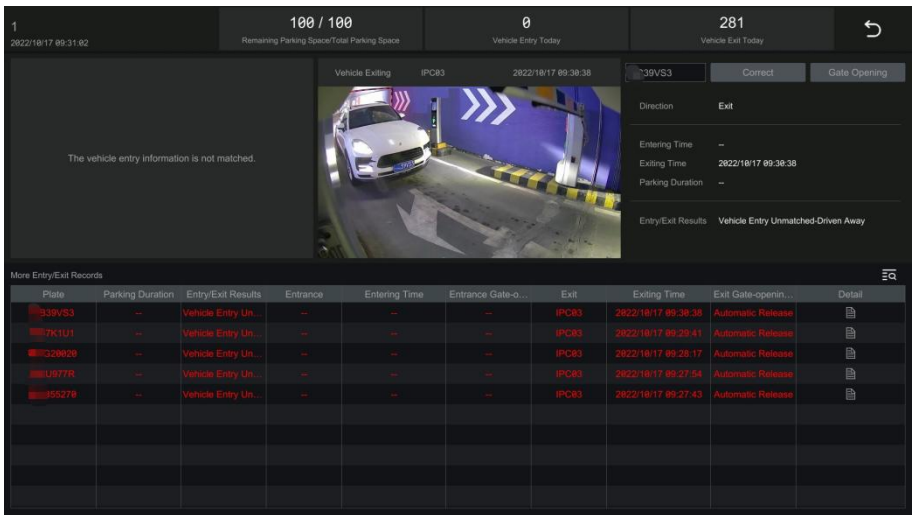 1
2022/10/17 09:31:02
100 / 100
Remaining Parking Space/Total Parking Space
0
Vehicle Entry Today
281
Vehicle Exit Today
The vehicle entry information is not matched.
Vehicle Exiting IPC03 2022/10/17 09:30:38
39VS3 Correct Gate Opening
Direction Exit
Entering Time --
Exiting Time 2022/10/17 09:30:38
Parking Duration --
Entry/Exit Results Vehicle Entry Unmatched-Driven Away
More Entry/Exit Records
Plate Parking Duration Entry/Exit Results Entrance Entering Time Entrance Gate-o... Exit Exiting Time Exit Gate-openin... Detail
339VS3 -- Vehicle Entry Un... -- -- -- IPC03 2022/10/17 09:30:38 Automatic Release
7K1U1 -- Vehicle Entry Un... -- -- -- IPC03 2022/10/17 09:29:41 Automatic Release
G20020 -- Vehicle Entry Un... -- -- -- IPC03 2022/10/17 09:28:17 Automatic Release
U977R -- Vehicle Entry Un... -- -- -- IPC03 2022/10/17 09:27:54 Automatic Release
55270 -- Vehicle Entry Un... -- -- -- IPC03 2022/10/17 09:27:43 Automatic Release